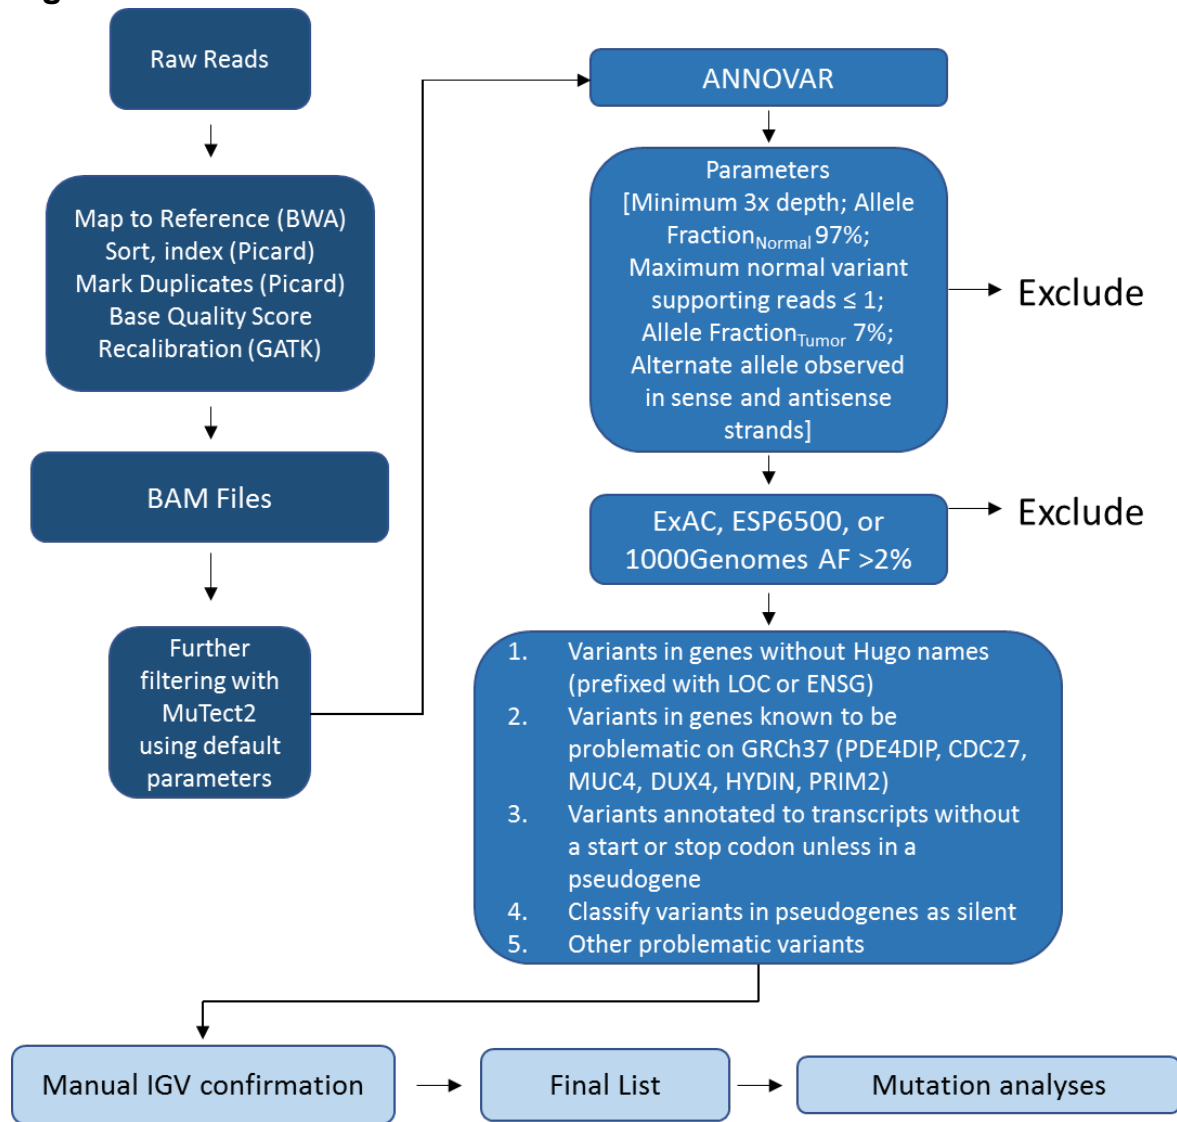 g
Raw Reads
Map to Reference (BWA)
Sort, index (Picard)
Mark Duplicates (Picard)
Base Quality Score
Recalibration (GATK)
BAM Files
Further
filtering with
MuTect2
using default
parameters
ANNOVAR
Parameters
[Minimum 3x depth; Allele
Fraction Normal 97%;
Maximum normal variant
supporting reads ≤ 1;
Allele Fraction Tumor 7%;
Alternate allele observed
in sense and antisense
strands]
Exclude
ExAC, ESP6500, or
1000Genomes AF >2%
Exclude
1. Variants in genes without Hugo names
(prefixed with LOC or ENSG)
2. Variants in genes known to be
problematic on GRCh37 (PDE4DIP, CDC27,
MUC4, DUX4, HYDIN, PRIM2)
3. Variants annotated to transcripts without
a start or stop codon unless in a
pseudogene
4. Classify variants in pseudogenes as silent
5. Other problematic variants
Manual IGV confirmation
Final List
Mutation analyses